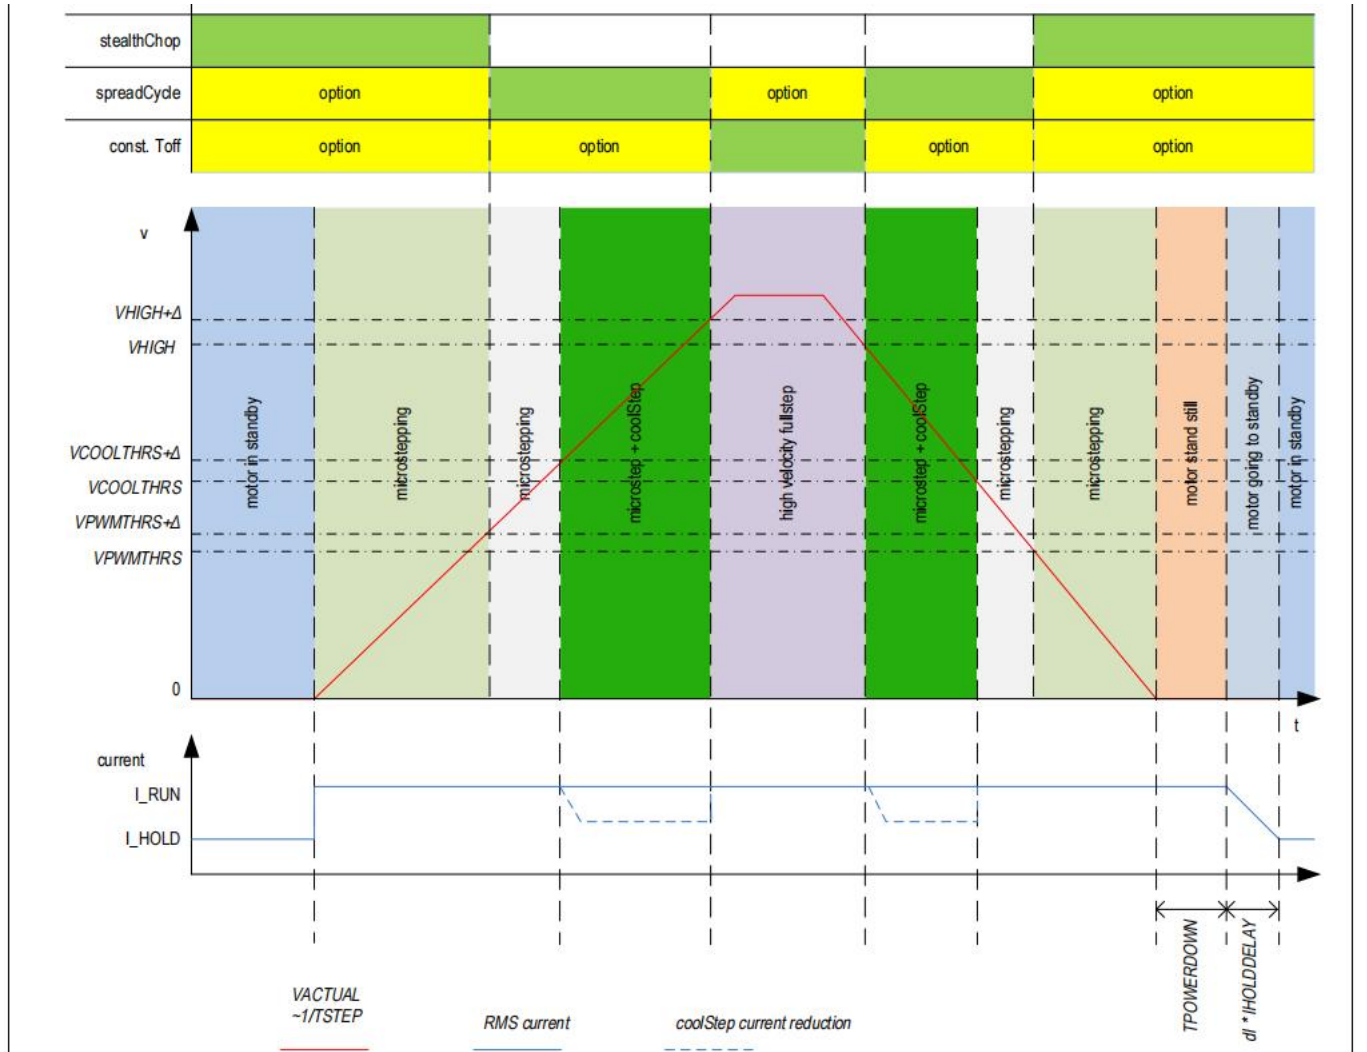 stealthChop
spreadCycle
option
option
option
const. Toff
option
option
option
option
v
VHIGH+Δ
VHIGH
VCOOLTHRS+Δ
VCOOLTHRS
VPWMTHRS+Δ
VPWMTHRS
0
motor in standby
microstepping
microstepping
microstep + coolStep
high velocity fullstep
microstep + coolStep
microstepping
microstepping
motor stand still
motor going to standby
motor in standby
t
current
I_RUN
I_HOLD
TPOWERDOWN
dI * IHOLDDELAY
VACTUAL
~1/TSTEP
RMS current
coolStep current reduction